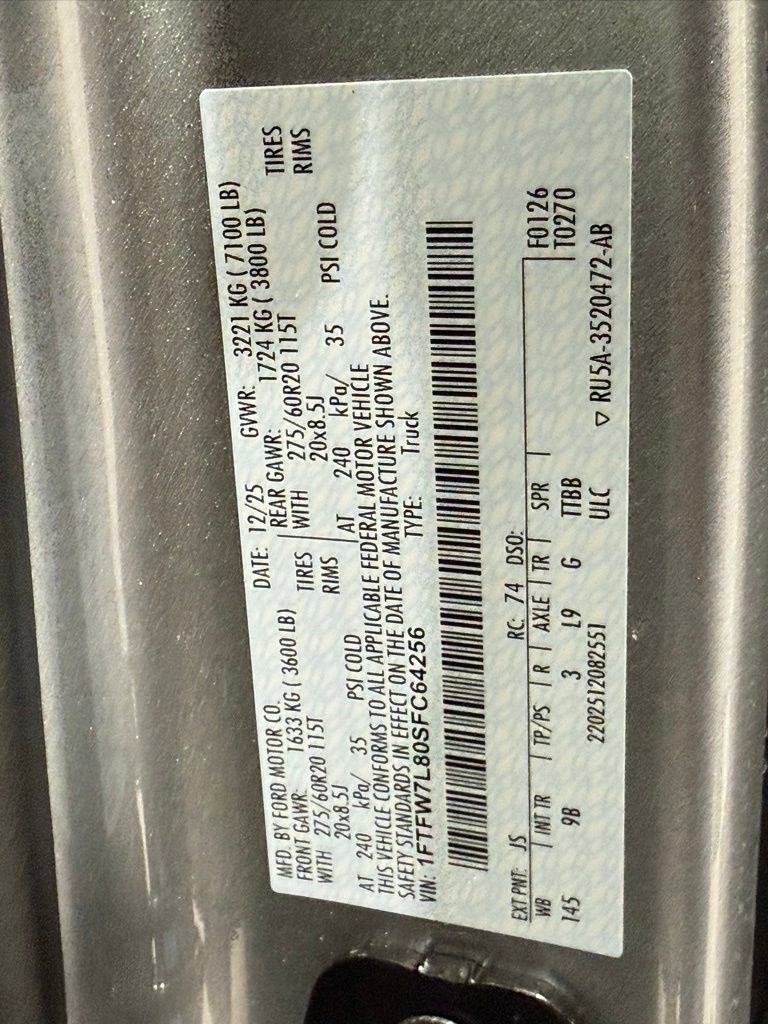 MFD. BY FORD MOTOR CO.
DATE: 12/25 GVWR: 3221 KG ( 7100 LB)
FRONT GAWR: 1633 KG ( 3600 LB) REAR GAWR: 1724 KG ( 3800 LB)
WITH 275/60R20 115T TIRES WITH 275/60R20 115T TIRES
20x8.5J RIMS 20x8.5J RIMS
AT 240 kPa/ 35 PSI COLD AT 240 kPa/ 35 PSI COLD
THIS VEHICLE CONFORMS TO ALL APPLICABLE FEDERAL MOTOR VEHICLE
SAFETY STANDARDS IN EFFECT ON THE DATE OF MANUFACTURE SHOWN ABOVE.
VIN: 1FTFW7L80SFC64256 TYPE: Truck
EXT PNT: JS RC: 74 DSO:
WB INT TR TP/PS R AXLE TR SPR F0126
145 9B 3 L9 G TTBB T0270
2202512082551 ULC ▽ RU5A-3520472-AB